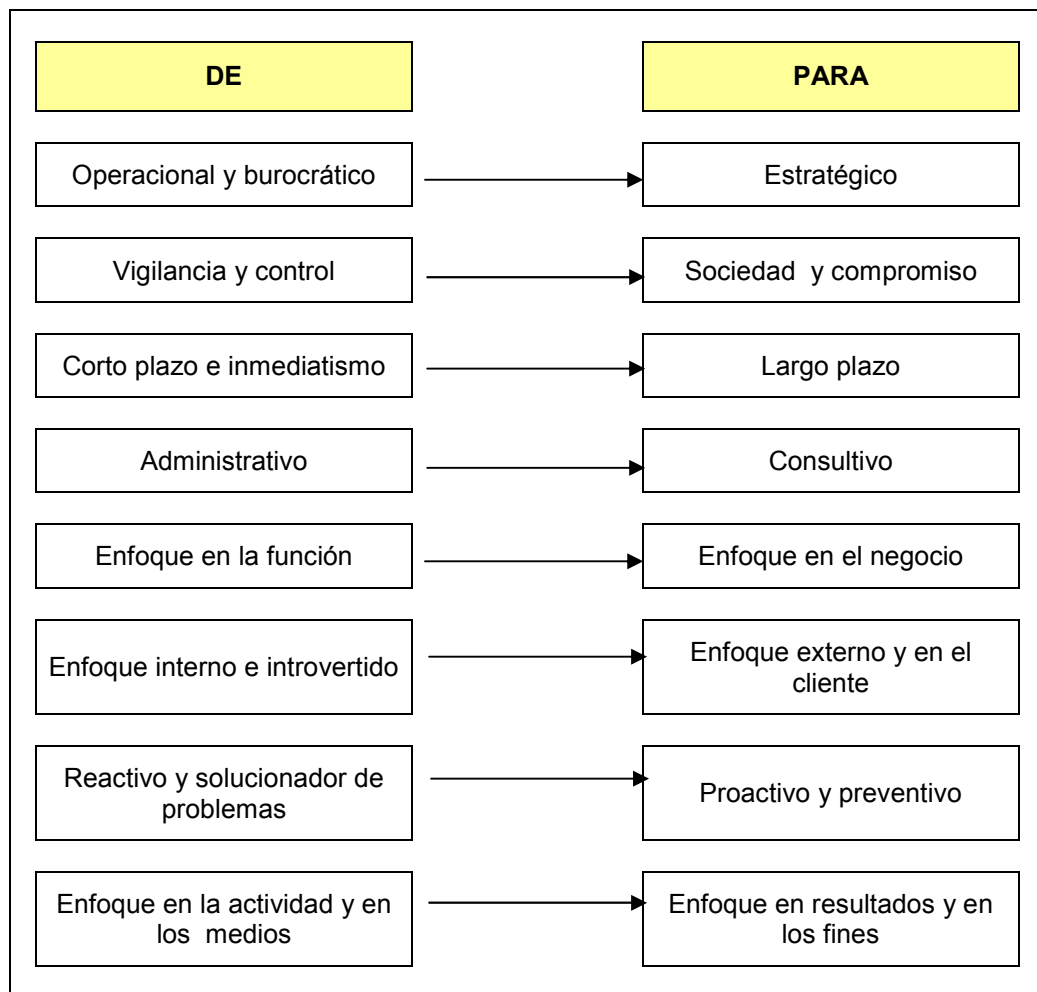 DE
PARA
Operacional y burocrático
Estratégico
Vigilancia y control
Sociedad y compromiso
Corto plazo e inmediatismo
Largo plazo
Administrativo
Consultivo
Enfoque en la función
Enfoque en el negocio
Enfoque interno e introvertido
Enfoque externo y en el
cliente
Reactivo y solucionador de
problemas
Proactivo y preventivo
Enfoque en la actividad y en
los medios
Enfoque en resultados y en
los fines